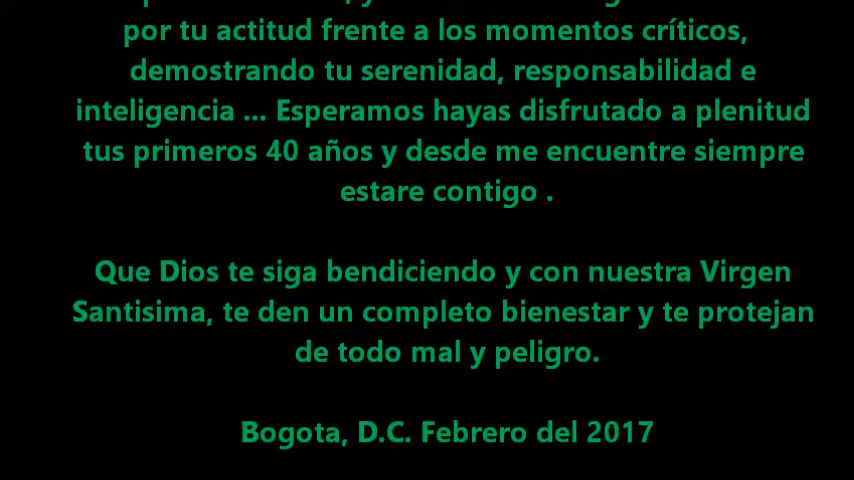 por tu actitud frente a los momentos críticos,
demostrando tu serenidad, responsabilidad e
inteligencia ... Esperamos hayas disfrutado a plenitud
tus primeros 40 años y desde me encuentre siempre
estare contigo .
Que Dios te siga bendiciendo y con nuestra Virgen
Santisima, te den un completo bienestar y te protejan
de todo mal y peligro.
Bogota, D.C. Febrero del 2017